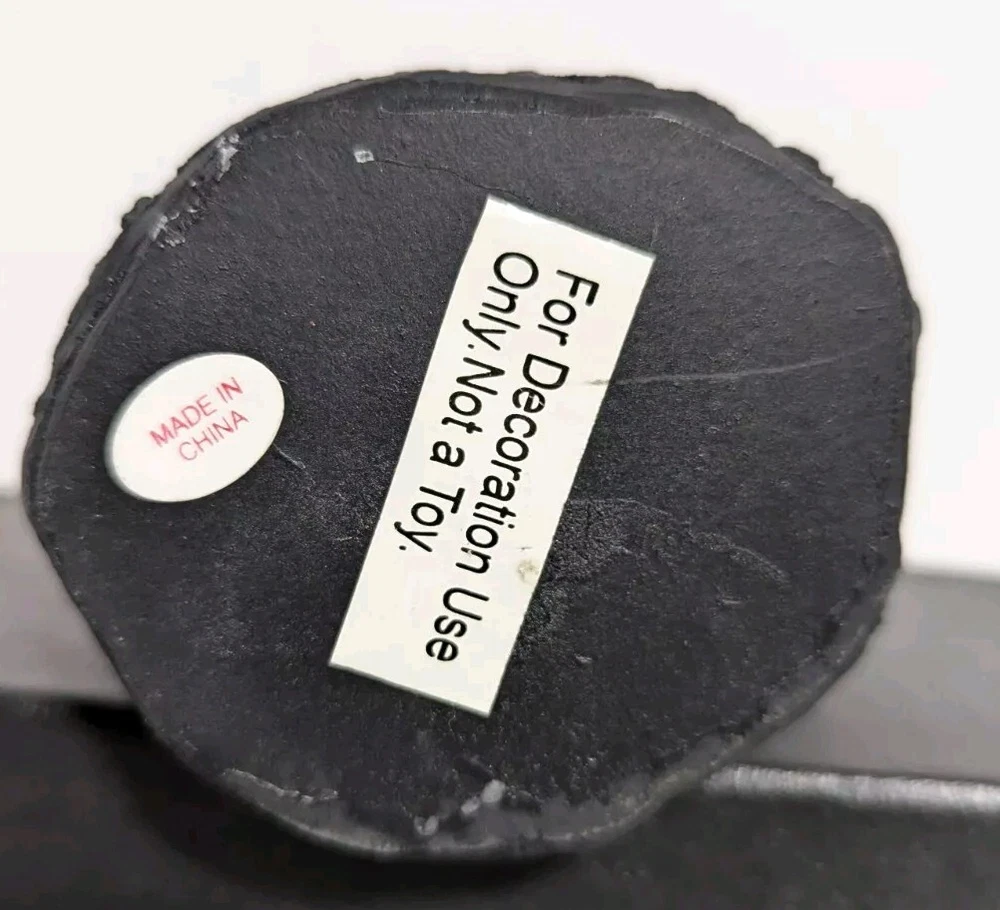 MADE IN
CHINA
For Decoration Use
Only.Not a Toy.